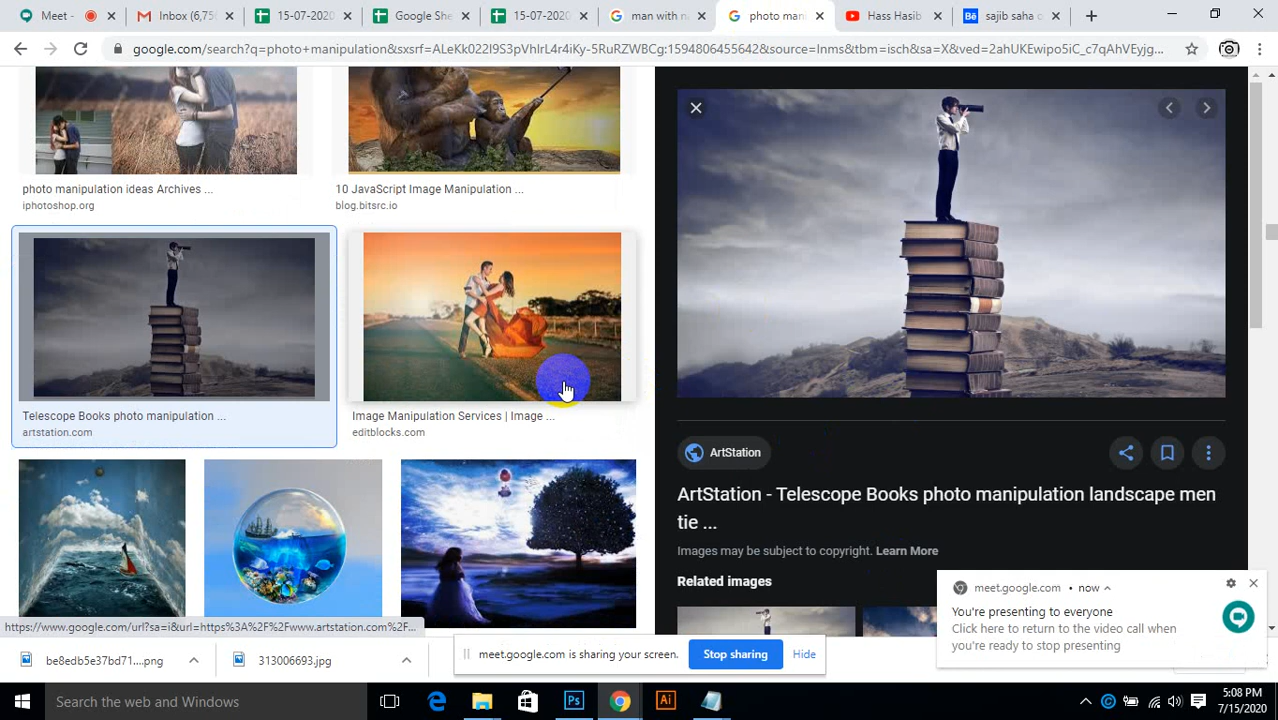 Meet -
Inbox (6,75
15-07-2020
Google She
15-07-2020
man with n
photo man
Hass Hasib
sajib saha o
google.com/search?q=photo+manipulation&sxsrf=ALeKk022I9S3pVhlrL4r4iKy-5RuRZWBCg:1594806455642&source=lnms&tbm=isch&sa=X&ved=2ahUKEwipo5iC_c7qAhVEyjg...
photo manipulation ideas Archives ...
iphotoshop.org
10 JavaScript Image Manipulation ...
blog.bitsrc.io
Telescope Books photo manipulation ...
artstation.com
Image Manipulation Services | Image ...
editblocks.com
ArtStation
ArtStation - Telescope Books photo manipulation landscape men
tie ...
Images may be subject to copyright. Learn More
Related images
meet.google.com • now
You're presenting to everyone
Click here to return to the video call when
you're ready to stop presenting
https://www.google.com/url?sa=i&url=https%3A%2F%2Fwww.artstation.com%2F...
be8edb5e37bd71....png
313006693.jpg
meet.google.com is sharing your screen.
Stop sharing
Hide
Search the web and Windows
Ps
Ai
5:08 PM
7/15/2020